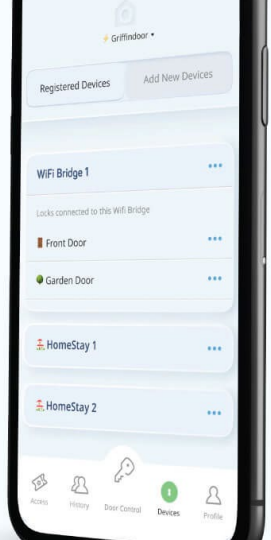 ⚡ Griffindoor ▾
Registered Devices
Add New Devices
WiFi Bridge 1
Locks connected to this Wifi Bridge
Front Door
Garden Door
HomeStay 1
HomeStay 2
Access
History
Door Control
Devices
Profile